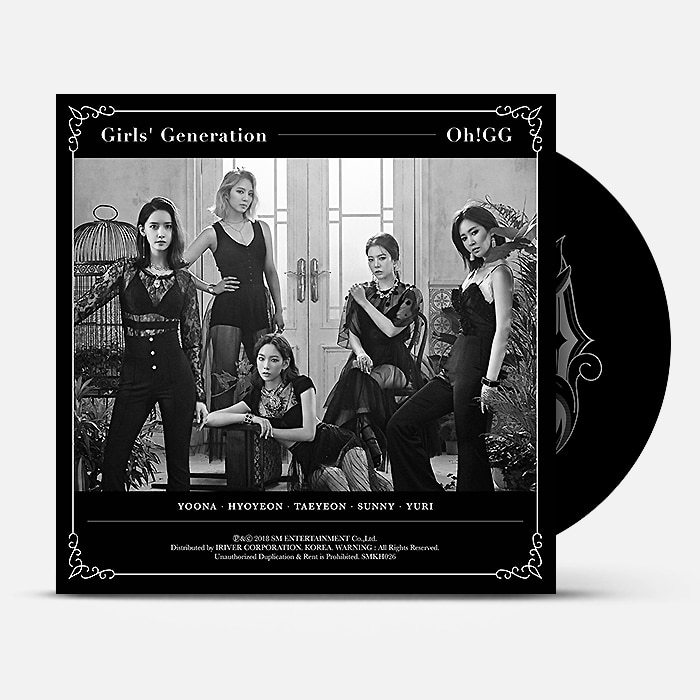 Girls' Generation Oh!GG
YOONA · HYOYEON · TAEYEON · SUNNY · YURI
℗&© 2018 SM ENTERTAINMENT Co.,Ltd.
Distributed by IRIVER CORPORATION, KOREA. WARNING : All Rights Reserved.
Unauthorized Duplication & Rent is Prohibited. SMKH026